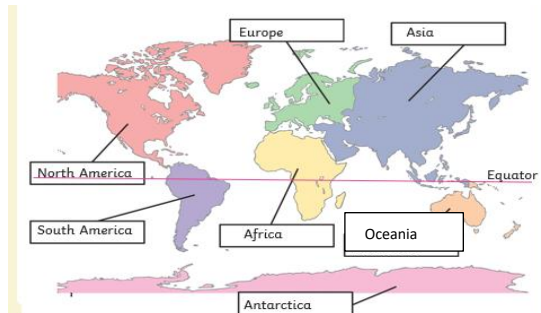 Europe
Asia
North America
Equator
South America
Africa
Oceania
Antarctica